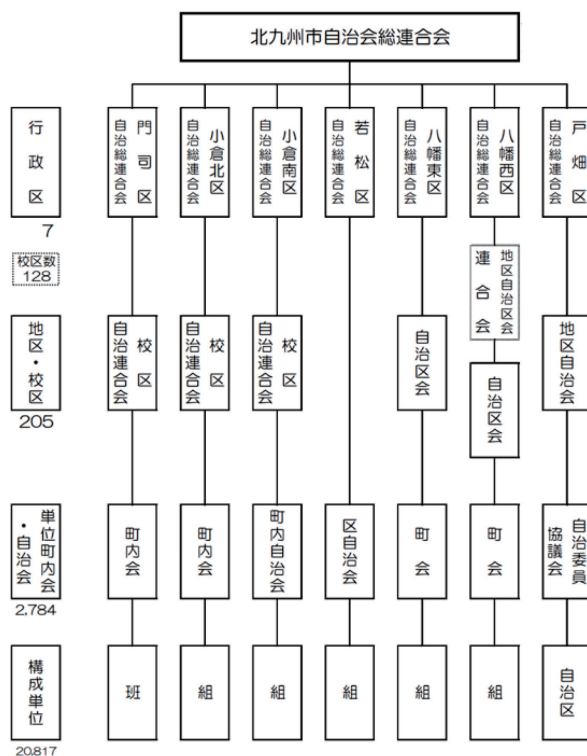 北九州市自治会総連合会
行政区
7
門司区
自治総連合会
小倉北区
自治総連合会
小倉南区
自治総連合会
若松区
自治総連合会
八幡東区
自治総連合会
八幡西区
自治総連合会
戸畑区
自治総連合会
校区数
128
地区自治区会
連合会
地区・校区
205
校区
自治連合会
校区
自治連合会
校区
自治連合会
自治区会
自治区会
地区自治会
単位町内会
・自治会
2,784
町内会
町内会
町内自治会
区自治会
町会
町会
自治委員
協議会
構成単位
20,817
班
組
組
組
組
組
自治区